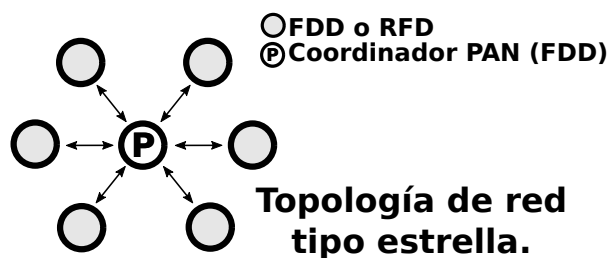 FDD o RFD
P Coordinador PAN (FDD)
P
Topología de red
tipo estrella.